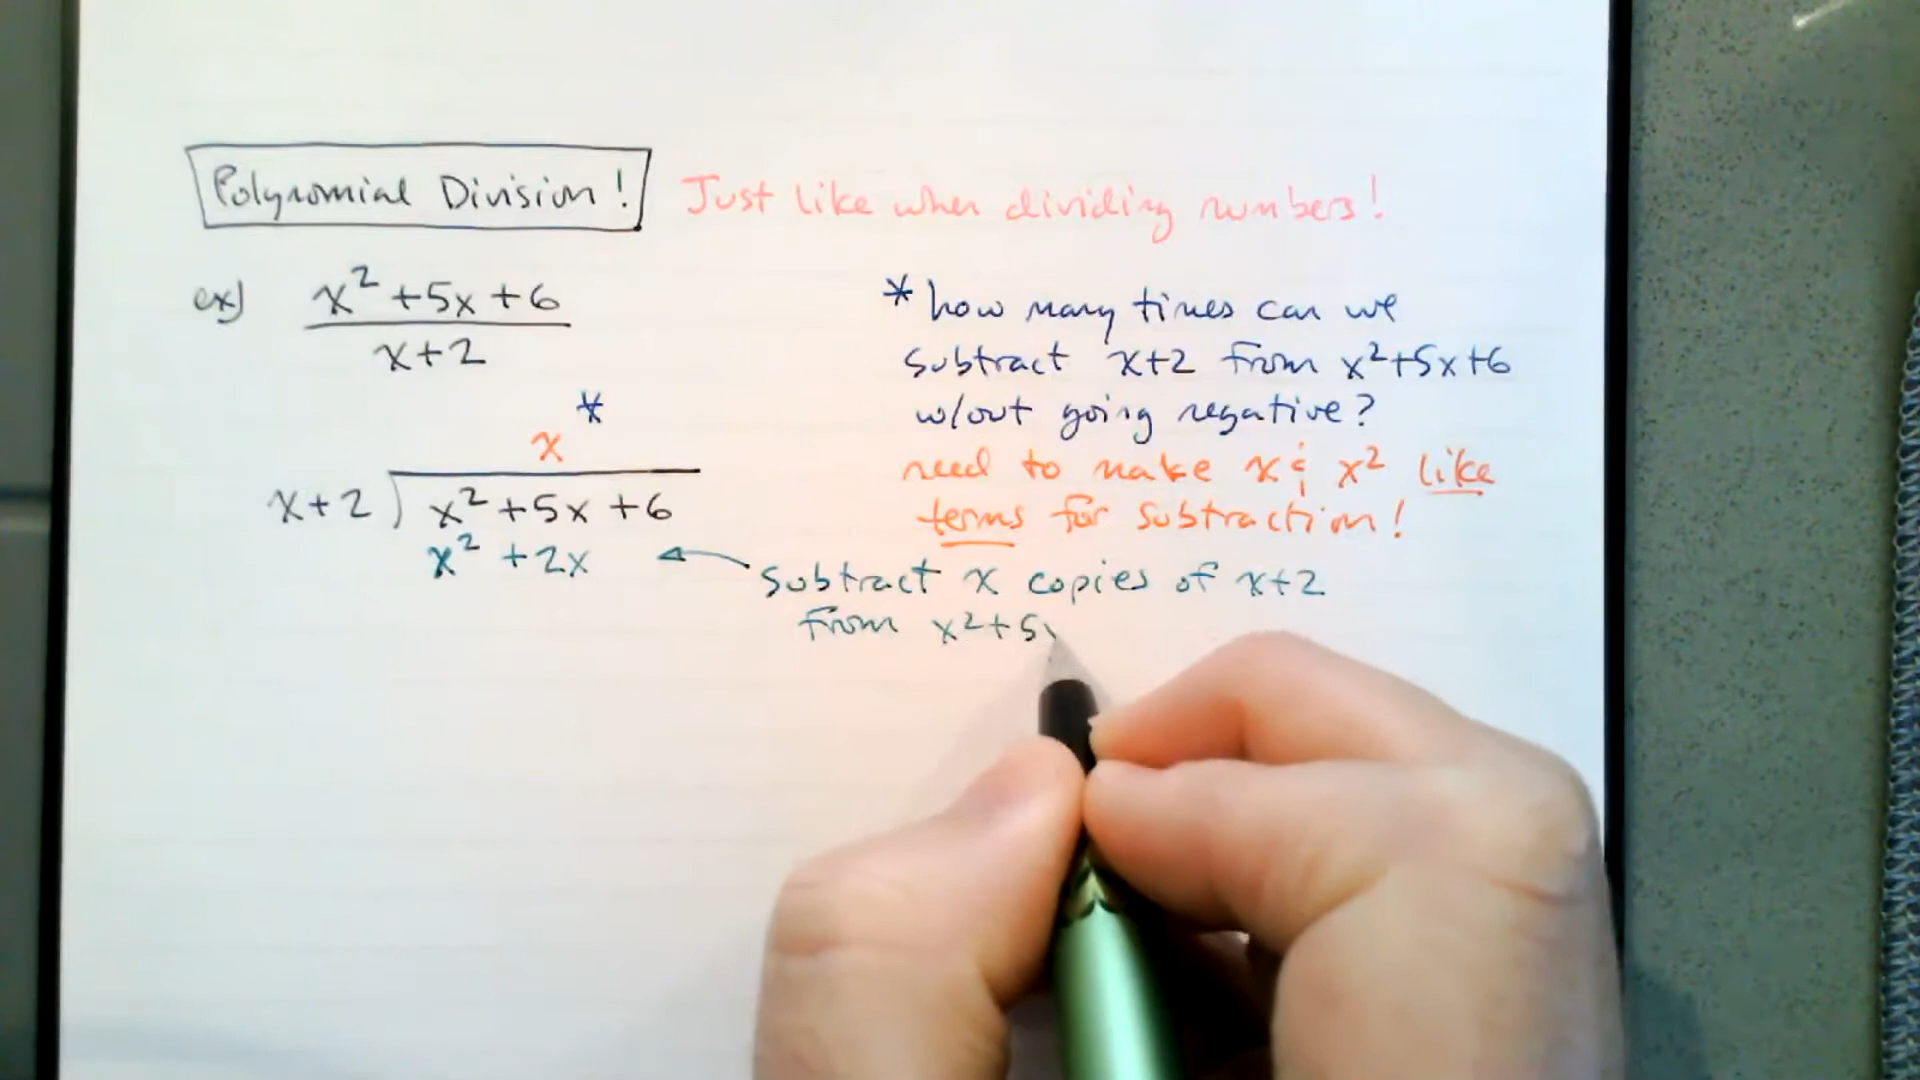 Polynomial Division! Just like when dividing numbers!
ex) x² + 5x + 6
x + 2
* how many times can we
subtract x+2 from x²+5x+6
w/out going negative?
need to make x & x² like
terms for subtraction!
*
x
x + 2 ) x² + 5x + 6
x² + 2x
subtract x copies of x+2
from x²+5x